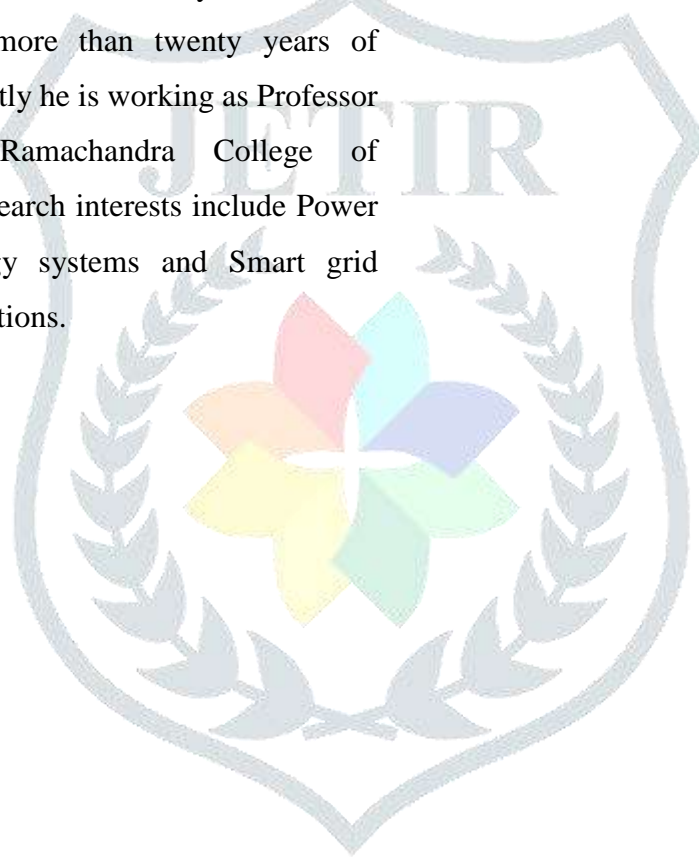 more than twenty years of
tly he is working as Professor
Ramachandra College of
earch interests include Power
gy systems and Smart grid
tions.
JETIR